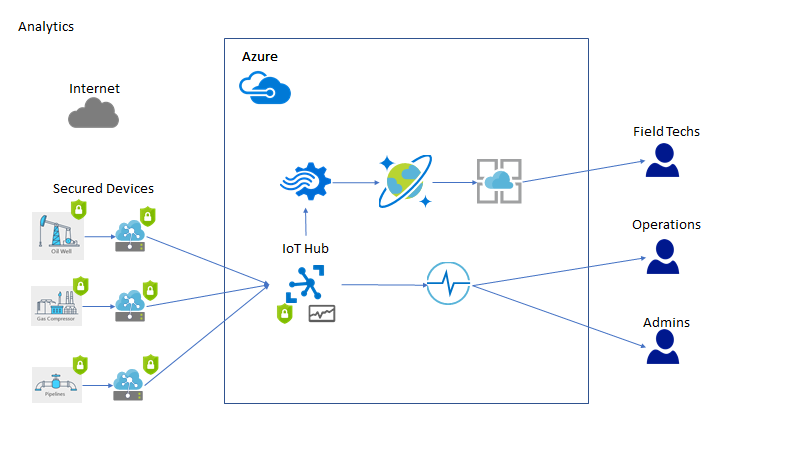 Analytics
Azure
Internet
Field Techs
Secured Devices
Oil Well
Operations
IoT Hub
Gas Compressor
Admins
Pipelines